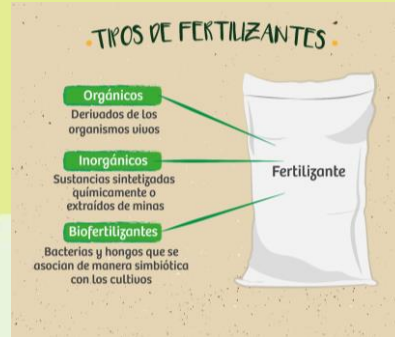 TIPOS DE FERTILIZANTES
Orgánicos
Derivados de los
organismos vivos
Inorgánicos
Sustancias sintetizadas
químicamente o
extraídos de minas
Biofertilizantes
Bacterias y hongos que se
asocian de manera simbiótica
con los cultivos
Fertilizante